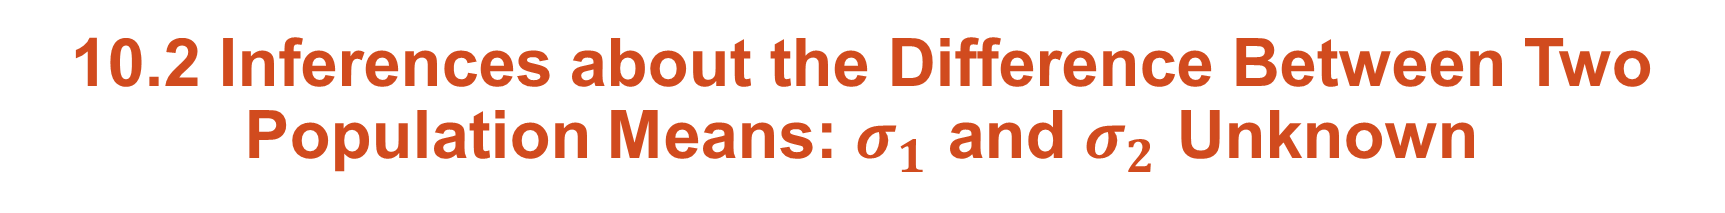 10.2 Inferences about the Difference Between Two
Population Means: σ₁ and σ₂ Unknown